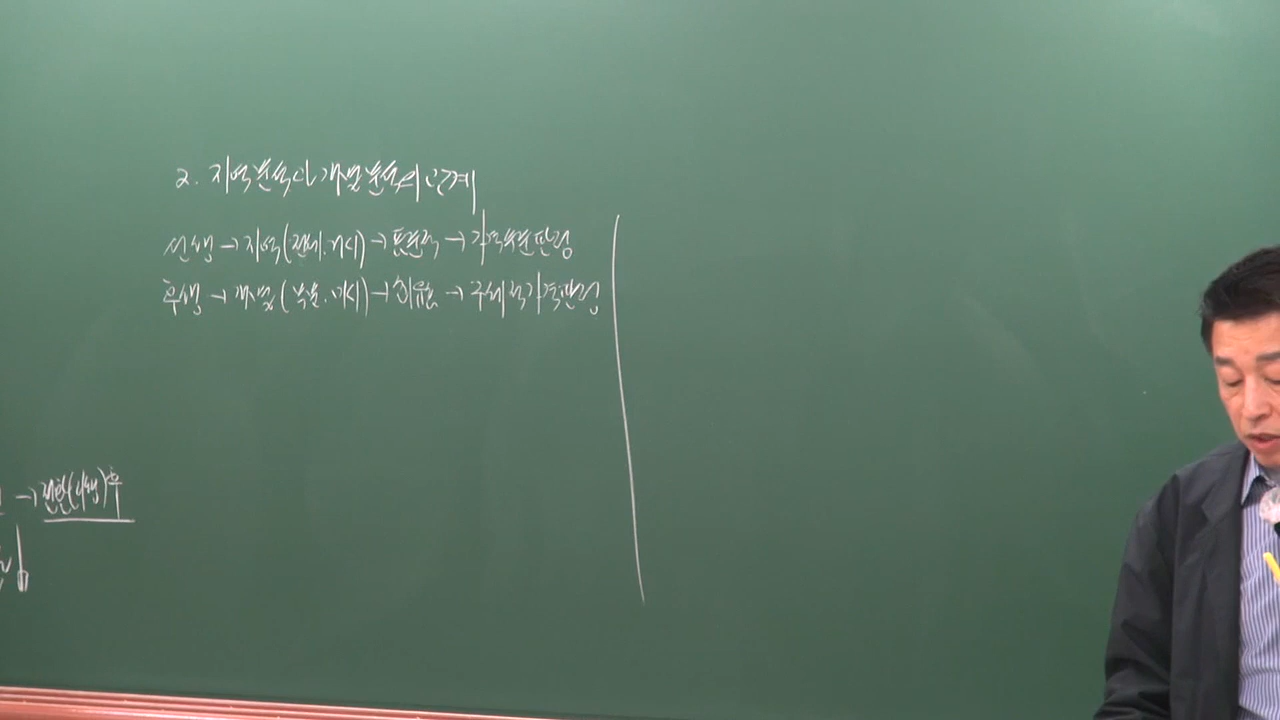 2. 지역분석과 개별분석의 관계
선행 → 지역(전체.거시) → 표준적 → 가격수준판정
후행 → 개별(부분.미시) → 최유효 → 구체적가격판정
→